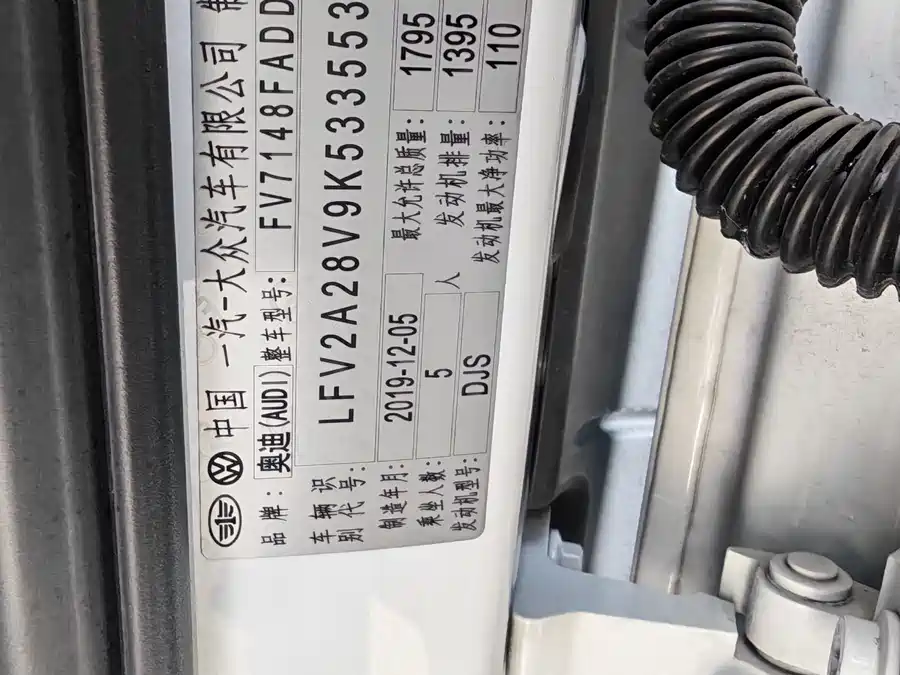 中国 一汽-大众汽车有限公司 制
品牌: 奥迪(AUDI) 整车型号: FV7148FADD
车辆识别代号: LFV2A28V9K533553
制造年月: 2019-12-05 最大允许总质量: 1795
乘坐人数: 5 人 发动机排量: 1395
发动机型号: DJS 发动机最大净功率: 110